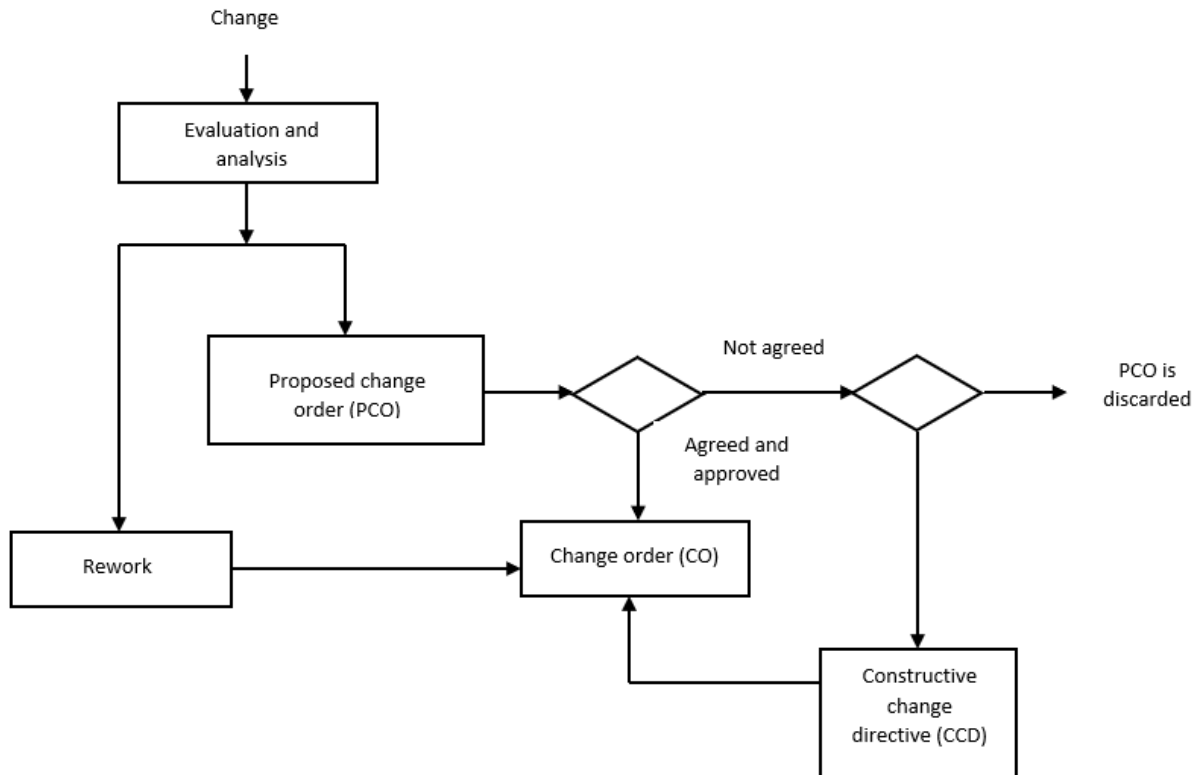 Change
Evaluation and
analysis
Not agreed
Proposed change
order (PCO)
PCO is
discarded
Agreed and
approved
Rework
Change order (CO)
Constructive
change
directive (CCD)